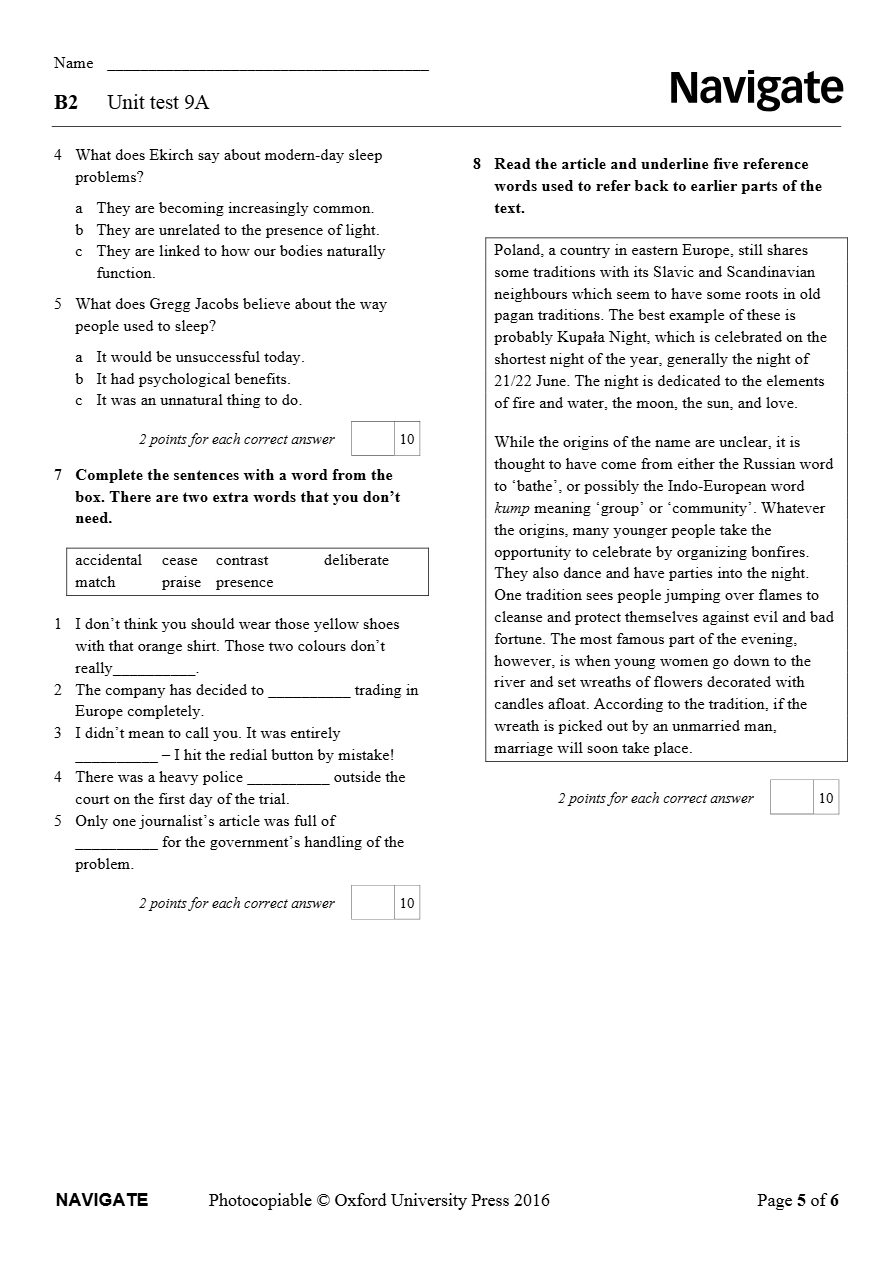 Name ________________________________________
Navigate
B2 Unit test 9A
4 What does Ekirch say about modern-day sleep
problems?
a They are becoming increasingly common.
b They are unrelated to the presence of light.
c They are linked to how our bodies naturally
function.
5 What does Gregg Jacobs believe about the way
people used to sleep?
a It would be unsuccessful today.
b It had psychological benefits.
c It was an unnatural thing to do.
2 points for each correct answer 10
7 Complete the sentences with a word from the
box. There are two extra words that you don’t
need.
accidental cease contrast deliberate
match praise presence
1 I don’t think you should wear those yellow shoes
with that orange shirt. Those two colours don’t
really__________.
2 The company has decided to __________ trading in
Europe completely.
3 I didn’t mean to call you. It was entirely
__________ – I hit the redial button by mistake!
4 There was a heavy police __________ outside the
court on the first day of the trial.
5 Only one journalist’s article was full of
__________ for the government’s handling of the
problem.
2 points for each correct answer 10
8 Read the article and underline five reference
words used to refer back to earlier parts of the
text.
Poland, a country in eastern Europe, still shares
some traditions with its Slavic and Scandinavian
neighbours which seem to have some roots in old
pagan traditions. The best example of these is
probably Kupała Night, which is celebrated on the
shortest night of the year, generally the night of
21/22 June. The night is dedicated to the elements
of fire and water, the moon, the sun, and love.
While the origins of the name are unclear, it is
thought to have come from either the Russian word
to ‘bathe’, or possibly the Indo-European word
kump meaning ‘group’ or ‘community’. Whatever
the origins, many younger people take the
opportunity to celebrate by organizing bonfires.
They also dance and have parties into the night.
One tradition sees people jumping over flames to
cleanse and protect themselves against evil and bad
fortune. The most famous part of the evening,
however, is when young women go down to the
river and set wreaths of flowers decorated with
candles afloat. According to the tradition, if the
wreath is picked out by an unmarried man,
marriage will soon take place.
2 points for each correct answer 10
NAVIGATE Photocopiable © Oxford University Press 2016 Page 5 of 6